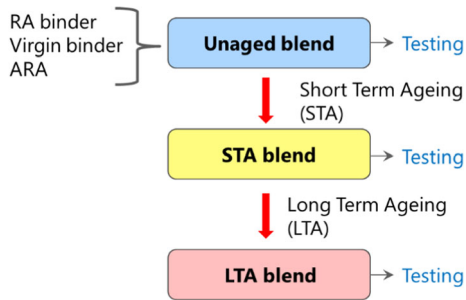 RA binder
Virgin binder
ARA
Unaged blend
Testing
Short Term Ageing
(STA)
STA blend
Testing
Long Term Ageing
(LTA)
LTA blend
Testing